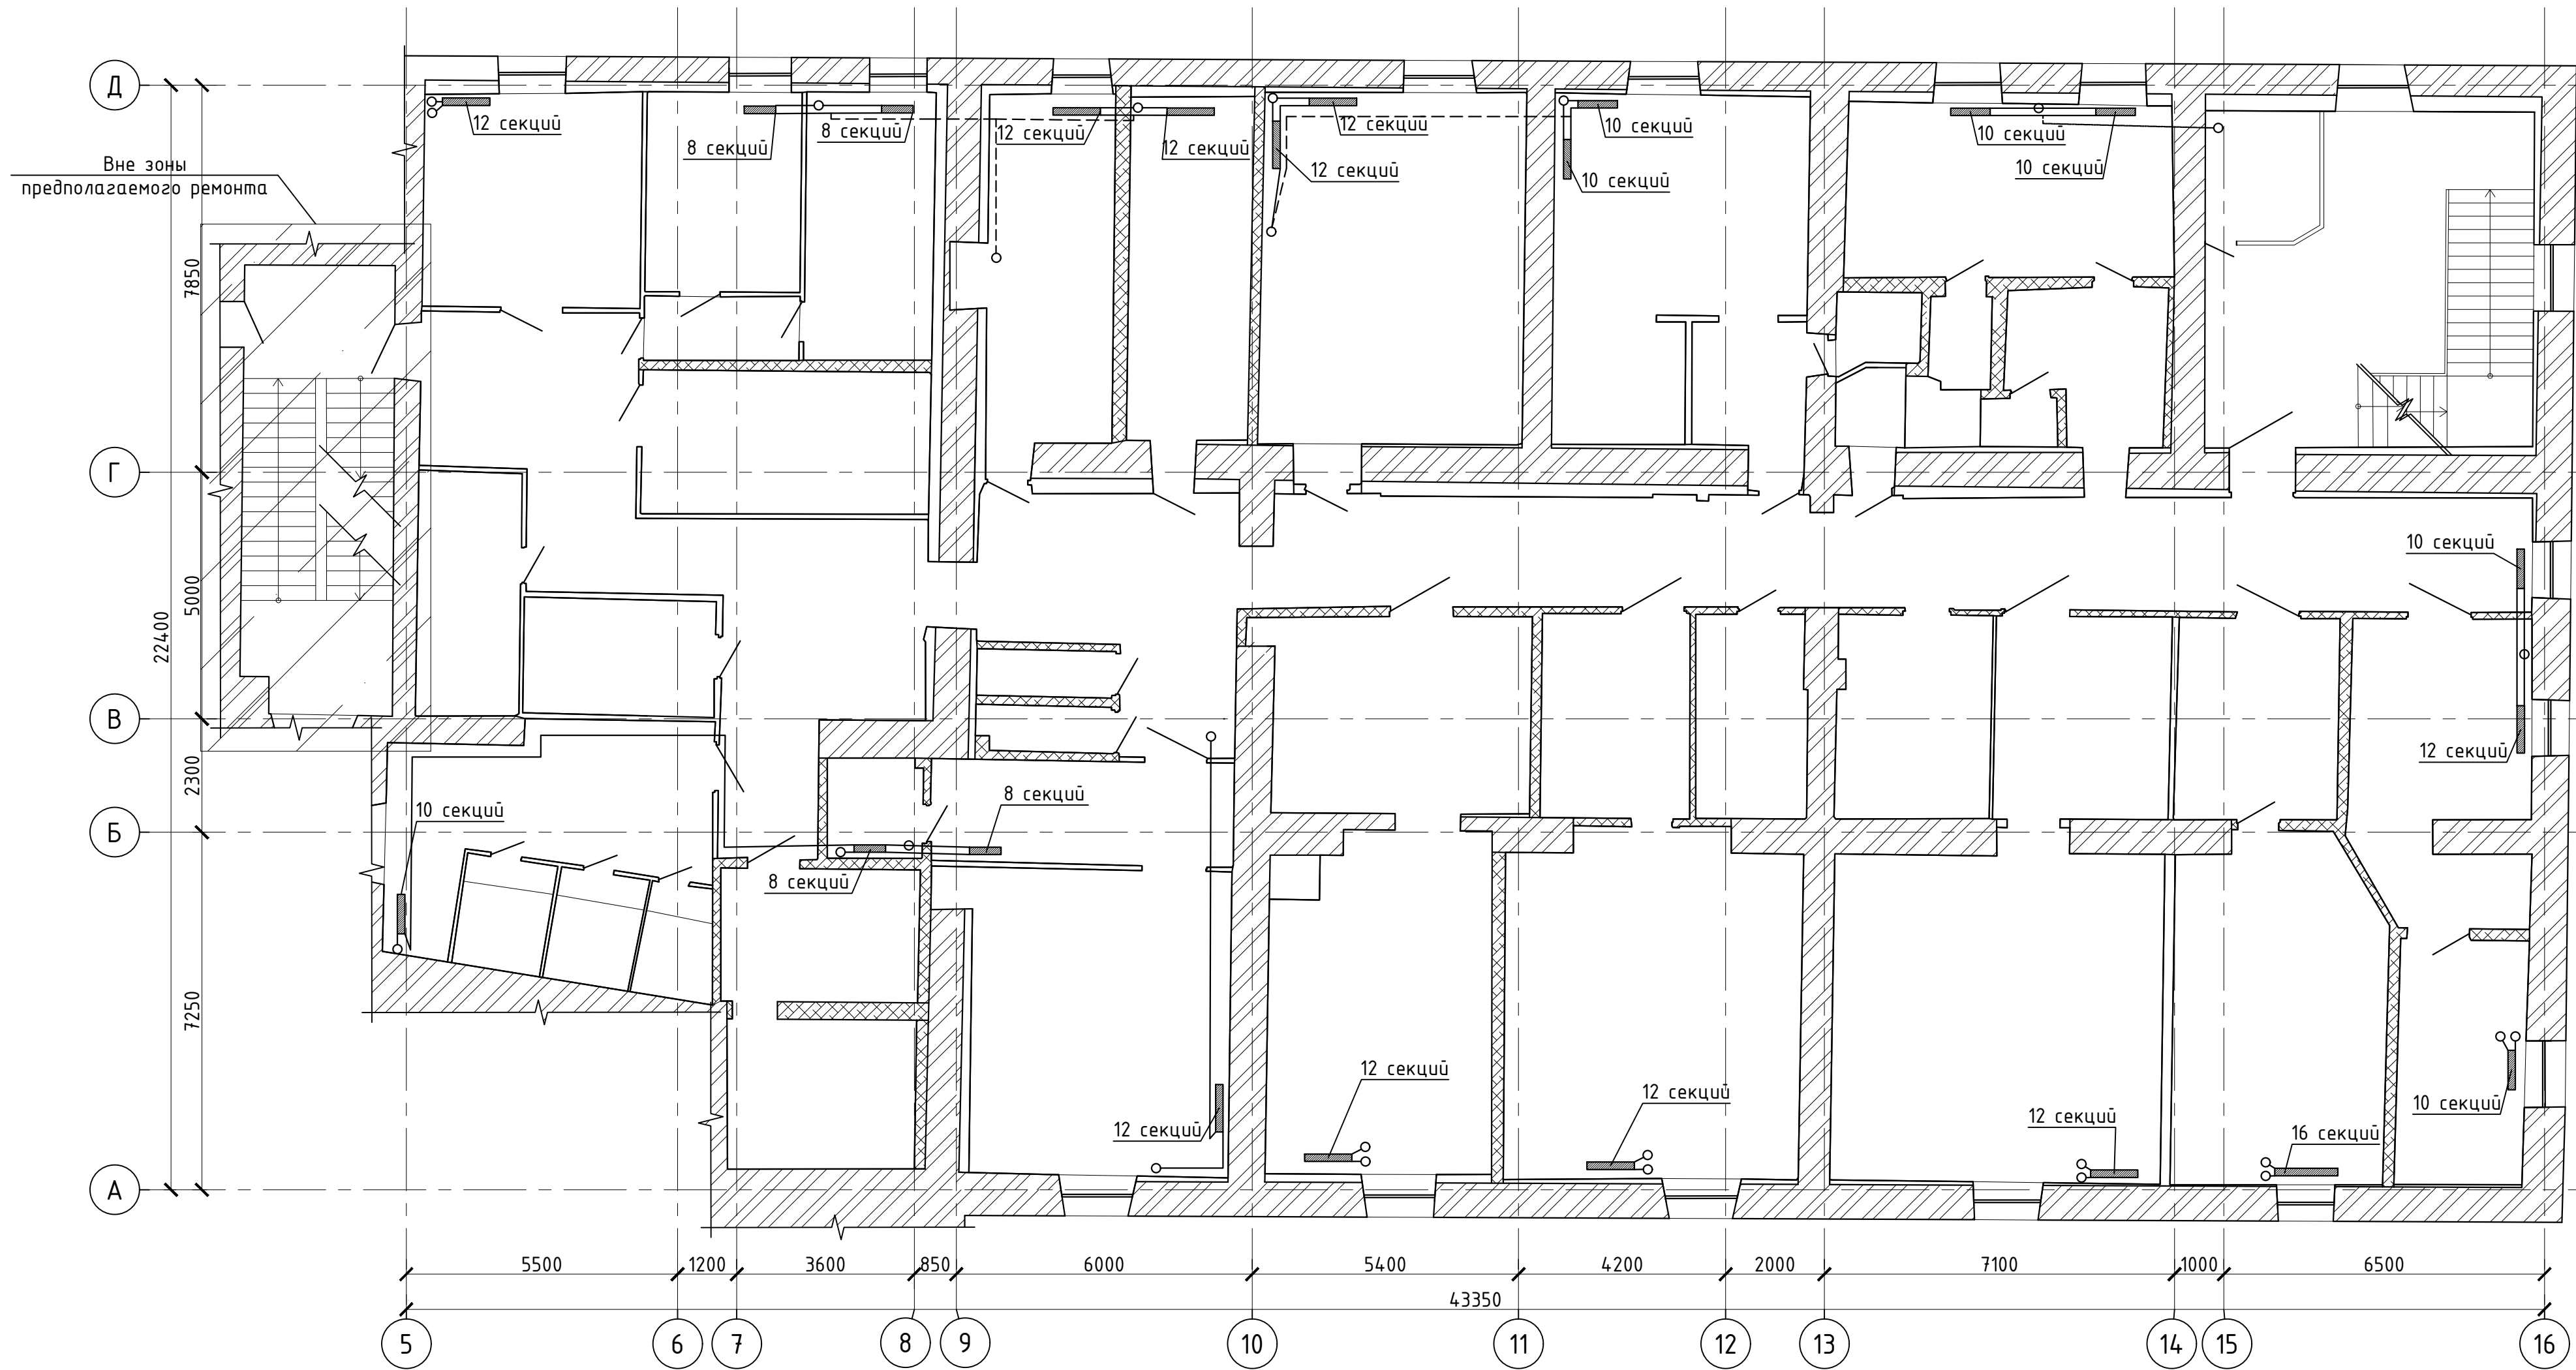 Д
12 секций
8 секций
8 секций
12 секций
12 секций
12 секций
12 секций
10 секций
10 секций
10 секций
10 секций
Вне зоны
предполагаемого ремонта
7850
Г
5000
22400
10 секций
В
12 секций
2300
Б
10 секций
8 секций
8 секций
7250
12 секций
12 секций
12 секций
12 секций
16 секций
10 секций
А
5500
1200
3600
850
6000
5400
4200
2000
7100
1000
6500
43350
5
6
7
8
9
10
11
12
13
14
15
16